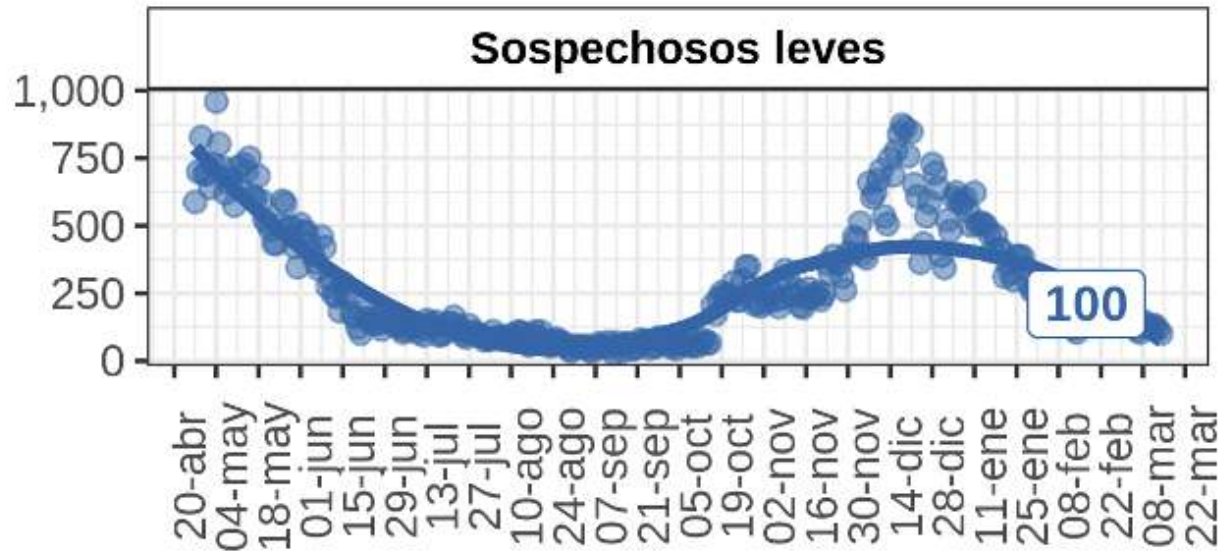 Sospechosos leves
1,000
750
500
250
0
100
20-abr
04-may
18-may
01-jun
15-jun
29-jun
13-jul
27-jul
10-ago
24-ago
07-sep
21-sep
05-oct
19-oct
02-nov
16-nov
30-nov
14-dic
28-dic
11-ene
25-ene
08-feb
22-feb
08-mar
22-mar